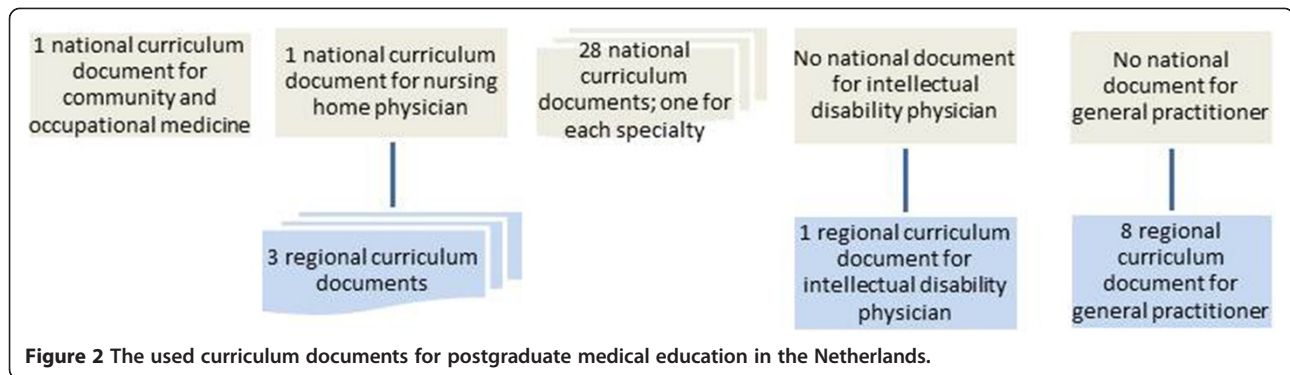 1 national curriculum
document for
community and
occupational medicine
1 national curriculum
document for nursing
home physician
28 national
curriculum
documents; one for
each specialty
No national document
for intellectual
disability physician
No national
document for
general practitioner
3 regional curriculum
documents
1 regional curriculum
document for
intellectual disability
physician
8 regional
curriculum
document for
general practitioner
Figure 2 The used curriculum documents for postgraduate medical education in the Netherlands.